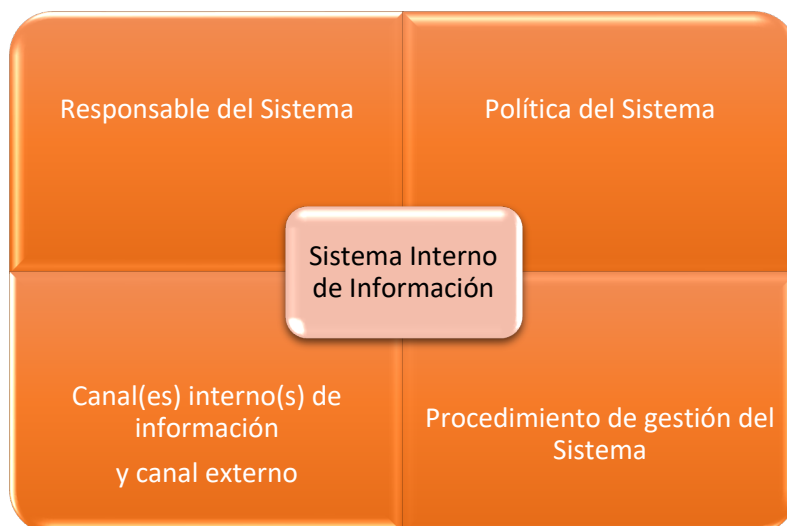 Responsable del Sistema
Política del Sistema
Sistema Interno
de Información
Canal(es) interno(s) de
información
y canal externo
Procedimiento de gestión del
Sistema